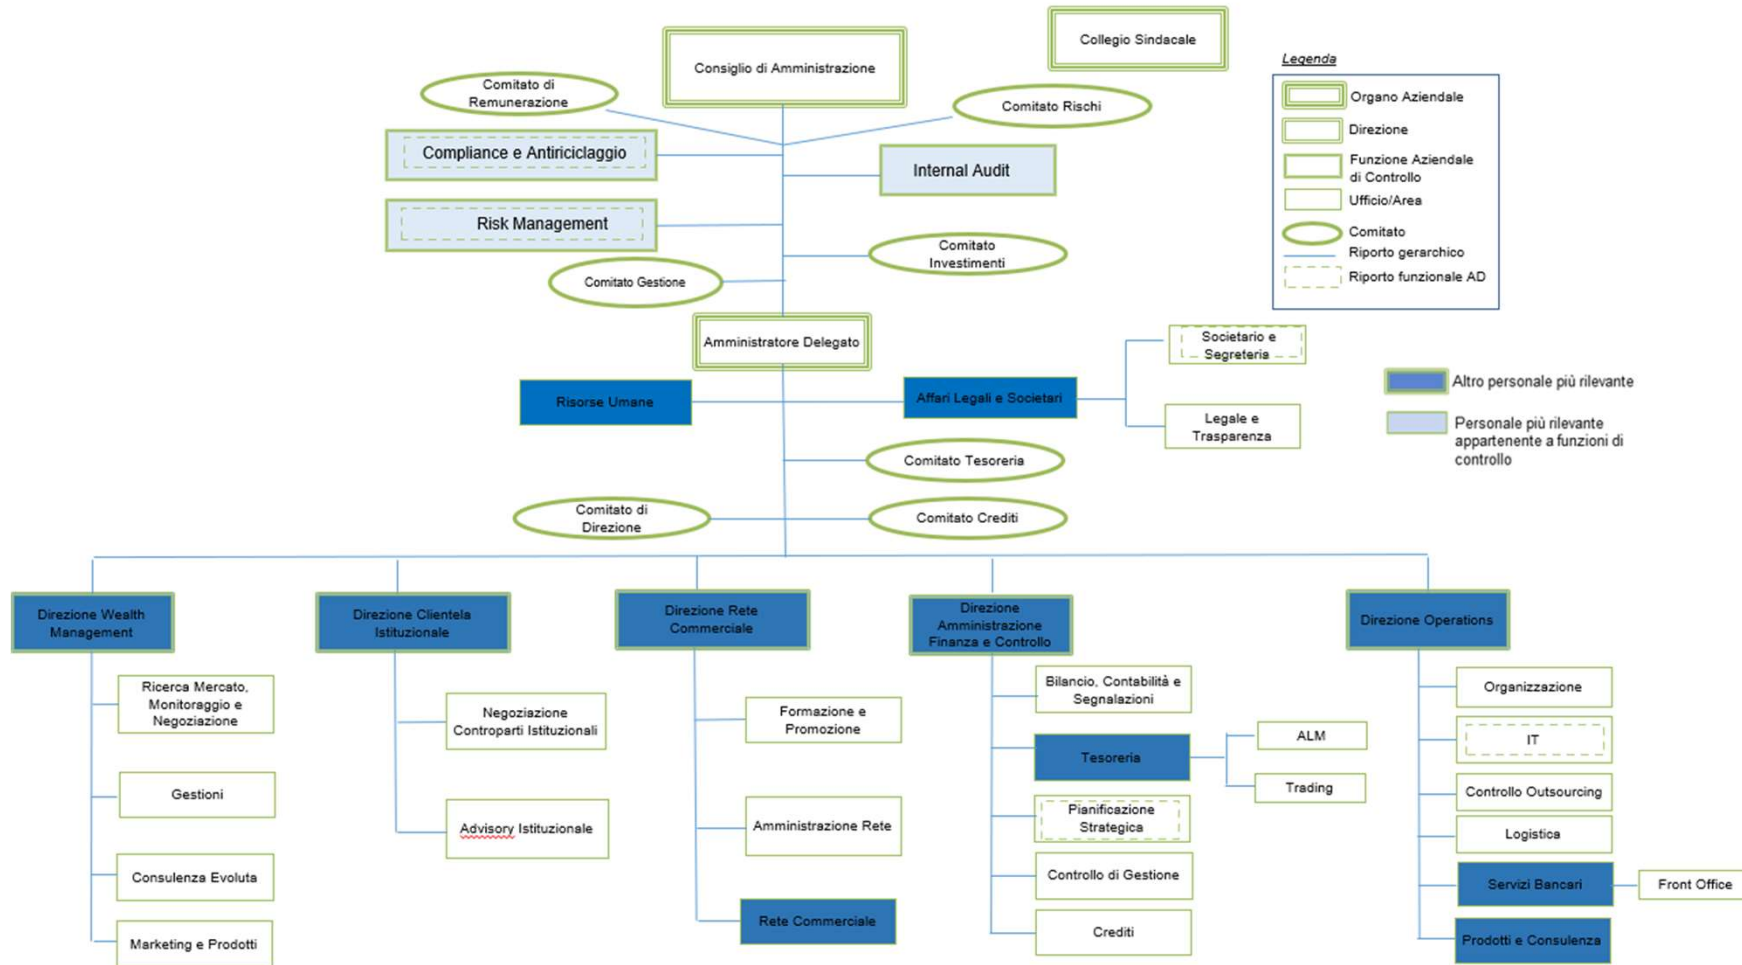 Collegio Sindacale
Consiglio di Amministrazione
Comitato di
Remunerazione
Comitato Rischi
Compliance e Antiriciclaggio
Internal Audit
Risk Management
Comitato
Investimenti
Comitato Gestione
Amministratore Delegato
Societario e
Segreteria
Risorse Umane
Affari Legali e Societari
Legale e
Trasparenza
Comitato Tesoreria
Comitato di
Direzione
Comitato Crediti
Legenda
Organo Aziendale
Direzione
Funzione Aziendale
di Controllo
Ufficio/Area
Comitato
Riporto gerarchico
Riporto funzionale AD
Altro personale più rilevante
Personale più rilevante
appartenente a funzioni di
controllo
Direzione Wealth
Management
Ricerca Mercato,
Monitoraggio e
Negoziazione
Gestioni
Consulenza Evoluta
Marketing e Prodotti
Direzione Clientela
Istituzionale
Negoziazione
Controparti Istituzionali
Advisory Istituzionale
Direzione Rete
Commerciale
Formazione e
Promozione
Amministrazione Rete
Rete Commerciale
Direzione
Amministrazione
Finanza e Controllo
Bilancio, Contabilità e
Segnalazioni
Tesoreria
ALM
Trading
Pianificazione
Strategica
Controllo di Gestione
Crediti
Direzione Operations
Organizzazione
IT
Controllo Outsourcing
Logistica
Servizi Bancari
Front Office
Prodotti e Consulenza